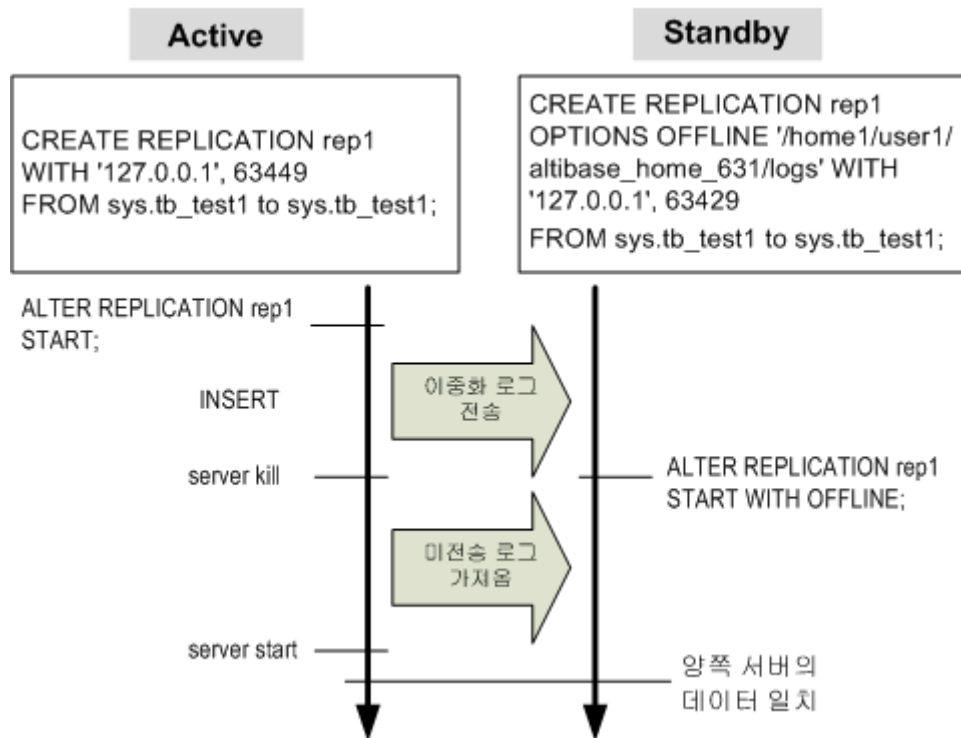 Active
Standby
CREATE REPLICATION rep1
WITH '127.0.0.1', 63449
FROM sys.tb_test1 to sys.tb_test1;
CREATE REPLICATION rep1
OPTIONS OFFLINE '/home1/user1/
altibase_home_631/logs' WITH
'127.0.0.1', 63429
FROM sys.tb_test1 to sys.tb_test1;
ALTER REPLICATION rep1
START;
INSERT
이중화 로그
전송
server kill
ALTER REPLICATION rep1
START WITH OFFLINE;
미전송 로그
가져옴
server start
양쪽 서버의
데이터 일치